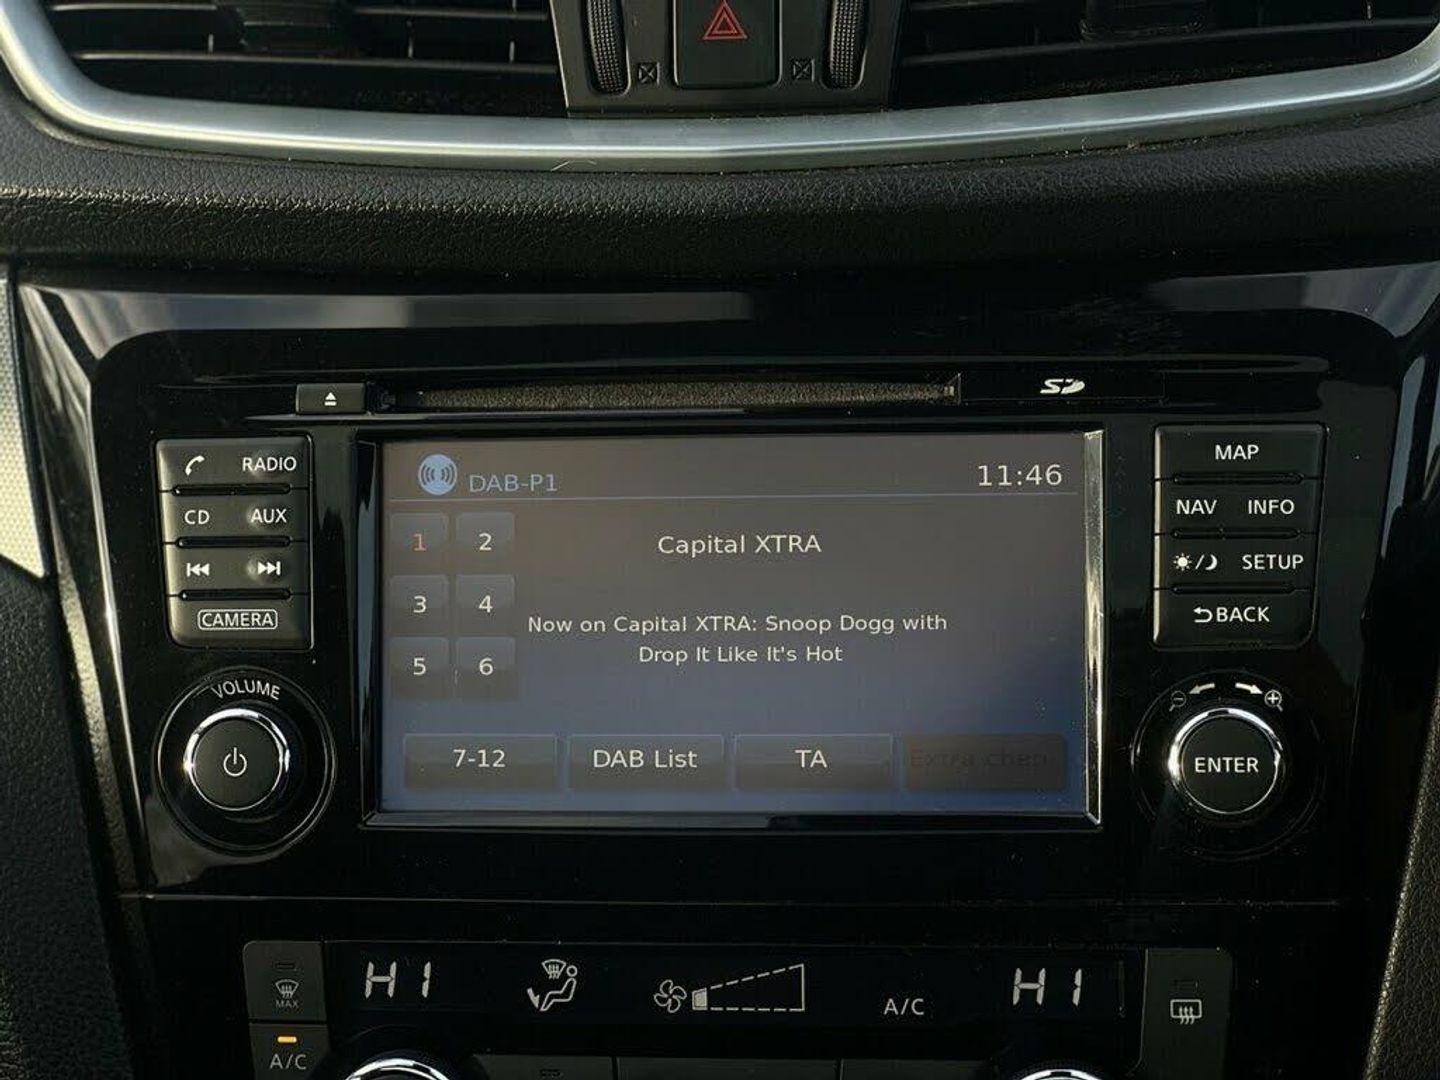 SD
RADIO
CD AUX
CAMERA
VOLUME
DAB-P1 11:46
1 2
Capital XTRA
3 4
Now on Capital XTRA: Snoop Dogg with
Drop It Like It's Hot
5 6
7-12 DAB List TA Extra chen
MAP
NAV INFO
SETUP
BACK
ENTER
MAX
HI A/C HI
A/C